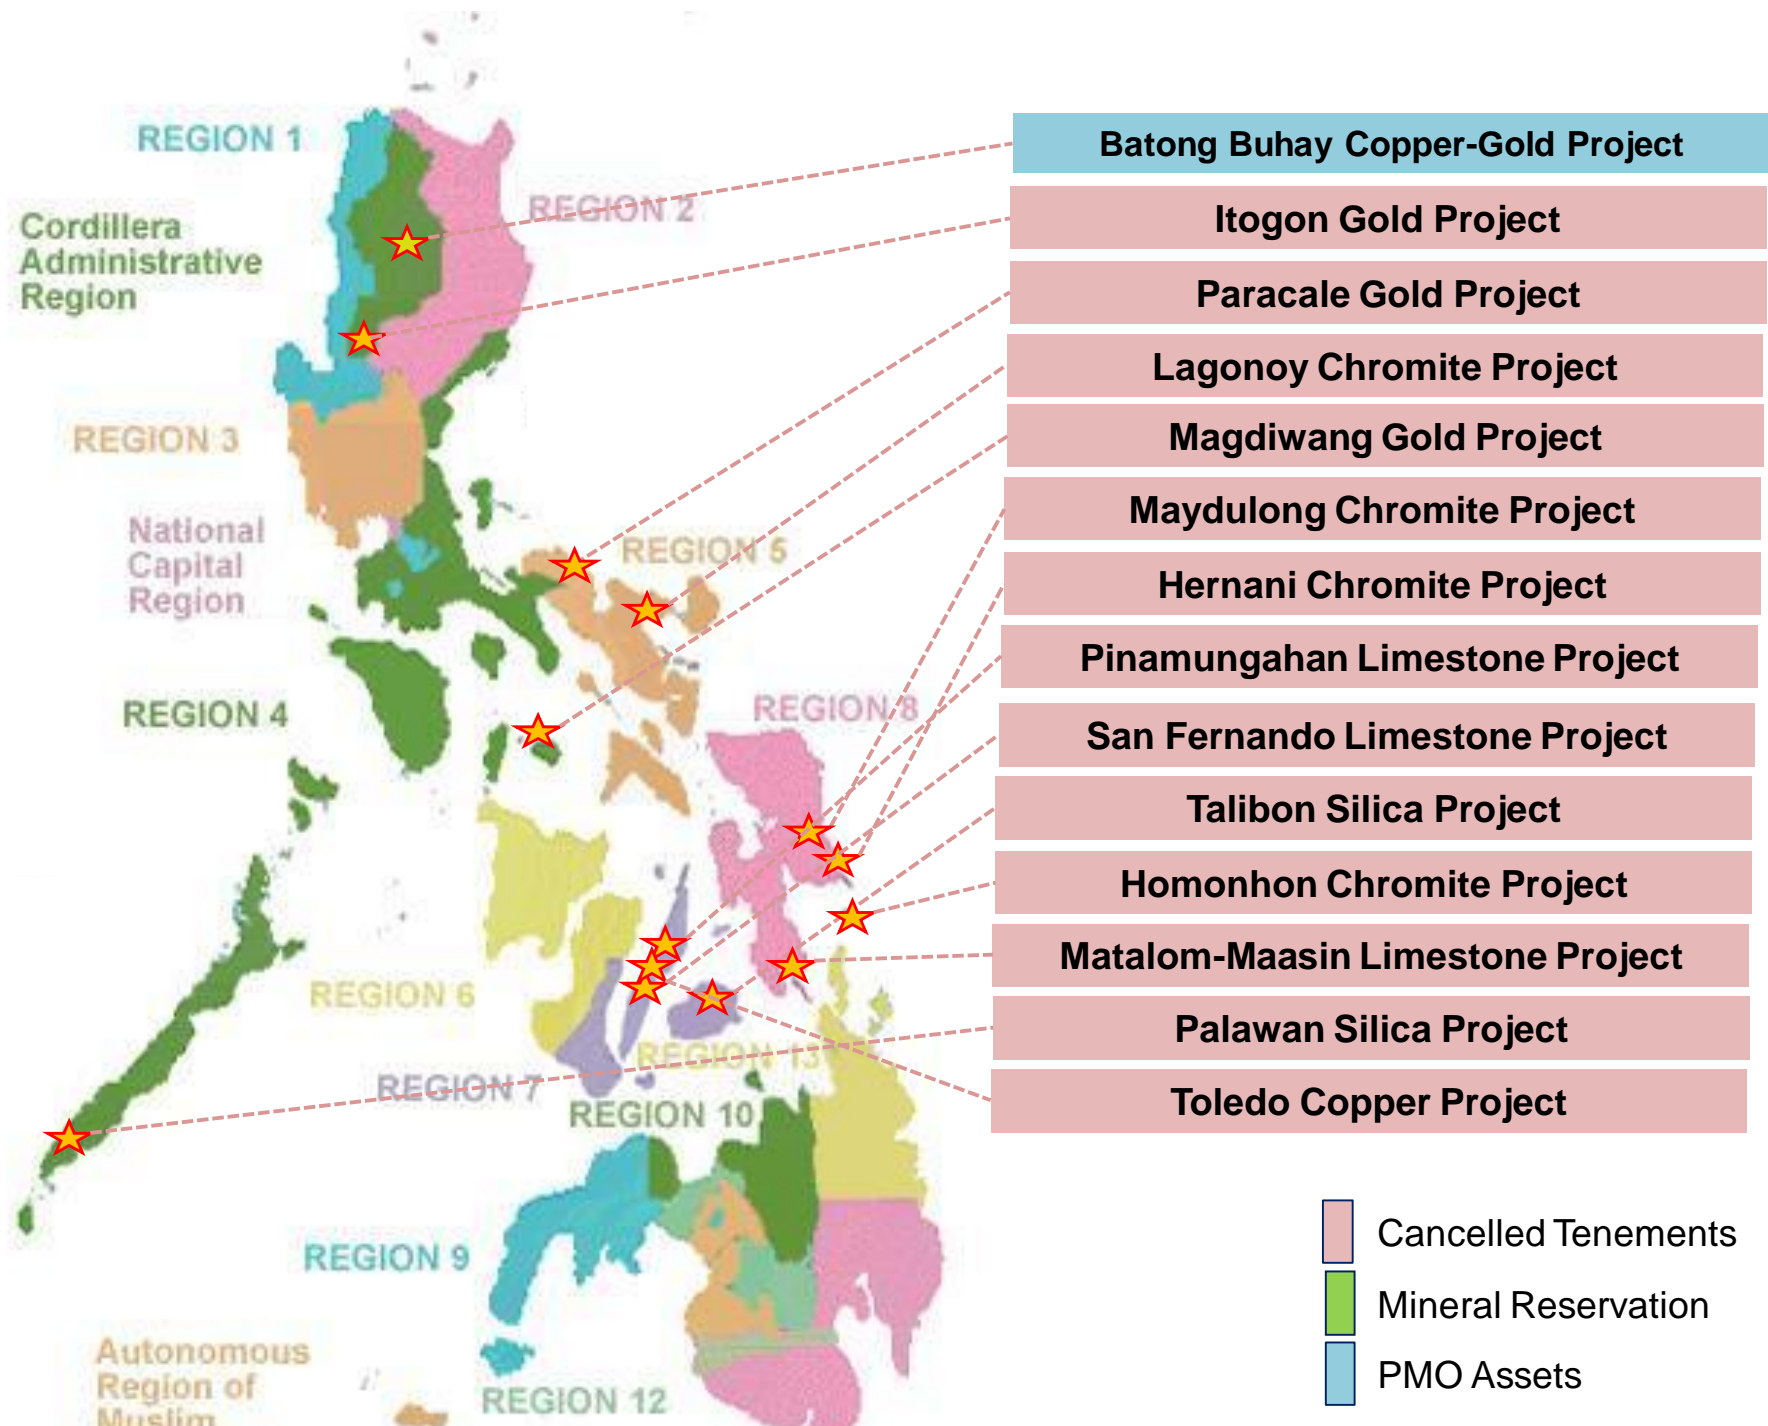 REGION 1
REGION 2
Cordillera
Administrative
Region
REGION 3
National
Capital
Region
REGION 5
REGION 4
REGION 8
REGION 6
REGION 7
REGION 13
REGION 10
REGION 9
REGION 12
Autonomous
Region of
Muslim
Batong Buhay Copper-Gold Project
Itogon Gold Project
Paracale Gold Project
Lagonoy Chromite Project
Magdiwang Gold Project
Maydulong Chromite Project
Hernani Chromite Project
Pinamungahan Limestone Project
San Fernando Limestone Project
Talibon Silica Project
Homonhon Chromite Project
Matalom-Maasin Limestone Project
Palawan Silica Project
Toledo Copper Project
Cancelled Tenements
Mineral Reservation
PMO Assets